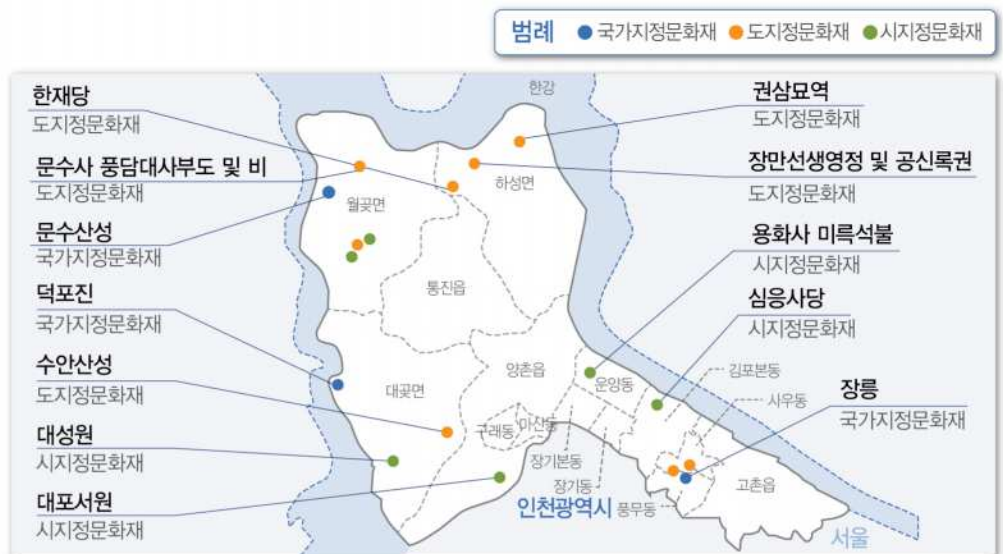 범례 국가지정문화재 도지정문화재 시지정문화재
한재당
도지정문화재
문수사 풍담대사부도 및 비
도지정문화재
문수산성
국가지정문화재
덕포진
국가지정문화재
수안산성
도지정문화재
대성원
시지정문화재
대포서원
시지정문화재
한강
월곶면
하성면
통진읍
대곶면
양촌읍
구래동
마산동
운양동
장기본동
장기동
김포본동
사우동
풍무동
고촌읍
인천광역시
서울
권삼묘역
도지정문화재
장만선생영정 및 공신록권
도지정문화재
용화사 미륵석불
시지정문화재
심응사당
시지정문화재
장릉
국가지정문화재